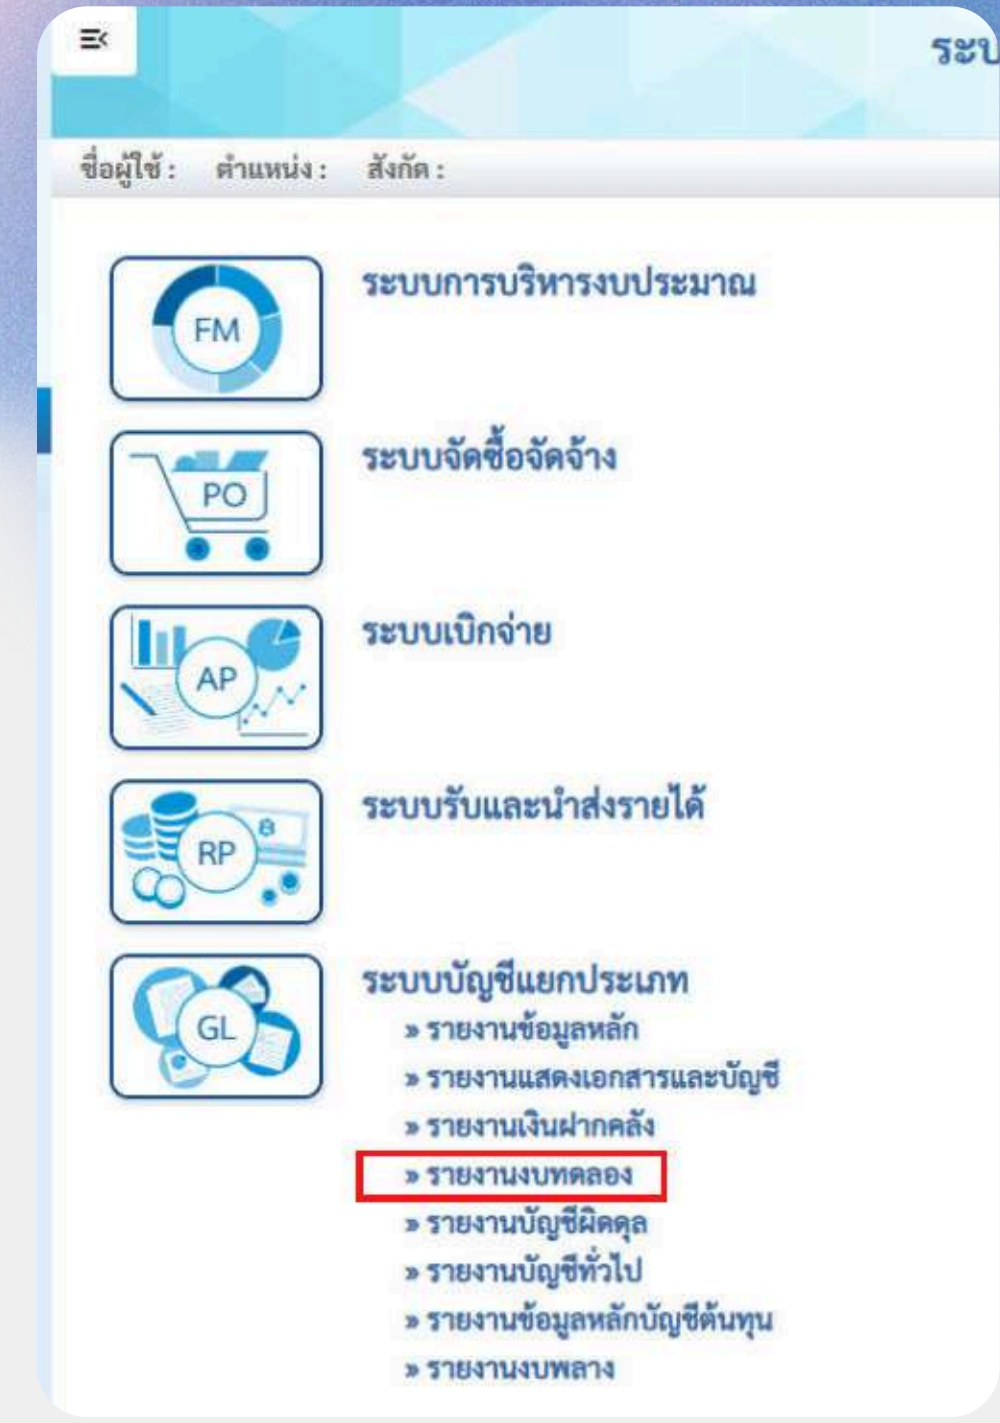 ระบ
ชื่อผู้ใช้ : ตำแหน่ง : สังกัด :
FM
ระบบการบริหารงบประมาณ
PO
ระบบจัดซื้อจัดจ้าง
AP
ระบบเบิกจ่าย
RP
ระบบรับและนำส่งรายได้
GL
ระบบบัญชีแยกประเภท
» รายงานข้อมูลหลัก
» รายงานแสดงเอกสารและบัญชี
» รายงานเงินฝากคลัง
» รายงานงบทดลอง
» รายงานบัญชีผิดดุล
» รายงานบัญชีทั่วไป
» รายงานข้อมูลหลักบัญชีต้นทุน
» รายงานงบพลาง